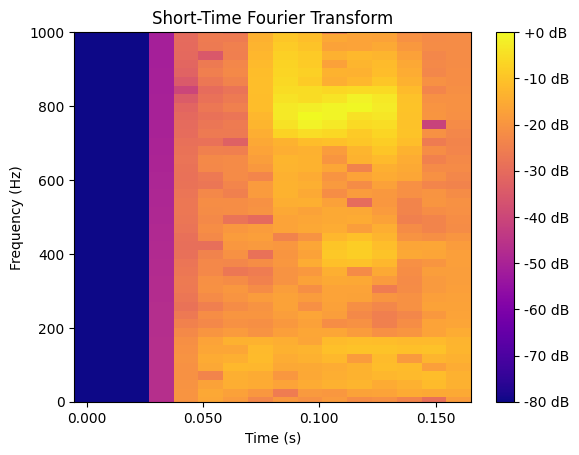 Short-Time Fourier Transform
Frequency (Hz)
1000
800
600
400
200
0
0.000
0.050
0.100
0.150
Time (s)
+0 dB
-10 dB
-20 dB
-30 dB
-40 dB
-50 dB
-60 dB
-70 dB
-80 dB